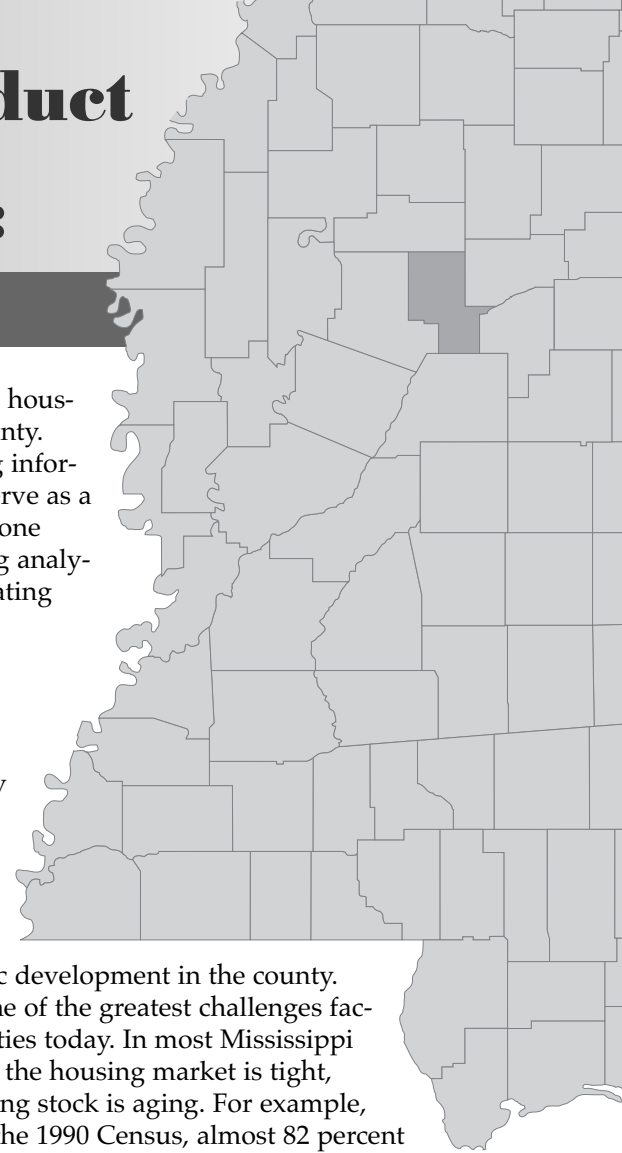 duct
:
hous-
nty.
g infor-
erve as a
one
g analy-
ating
y
c development in the county.
ne of the greatest challenges fac-
ties today. In most Mississippi
the housing market is tight,
ng stock is aging. For example,
he 1990 Census, almost 82 percent